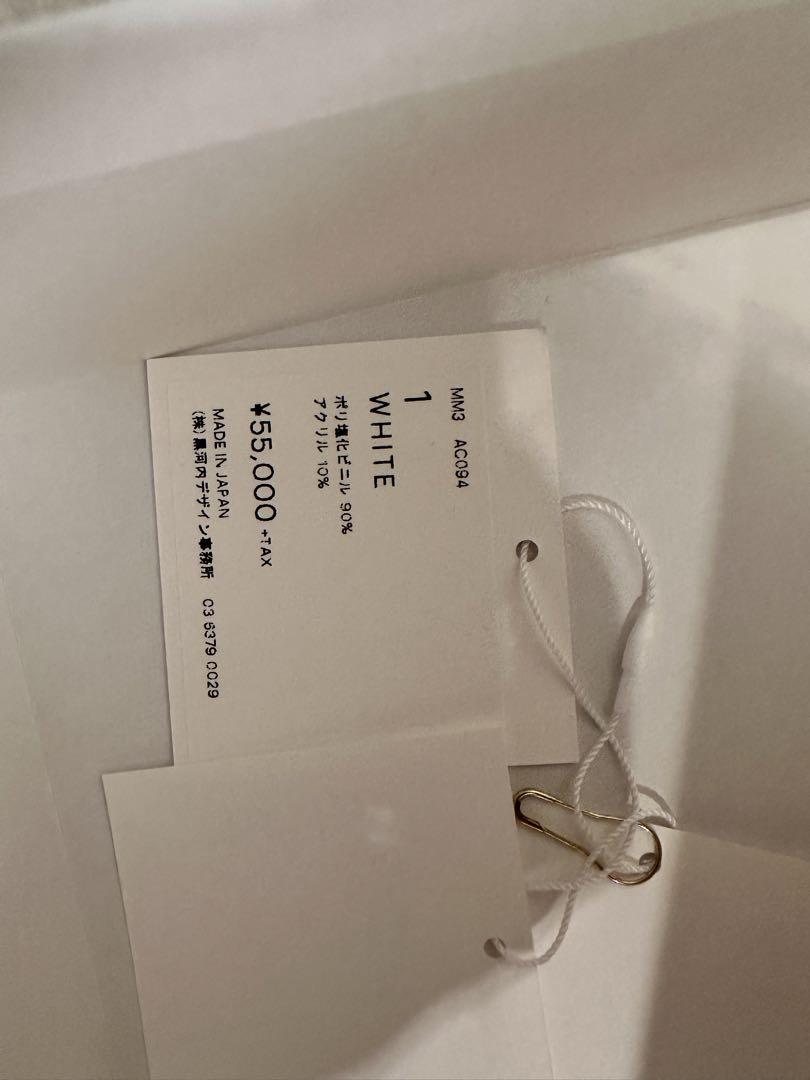 MM3 AC094
1
WHITE
ポリ塩化ビニル 90%
アクリル 10%
¥55,000 +TAX
MADE IN JAPAN
(株)黒河内デザイン事務所 03 6379 0029